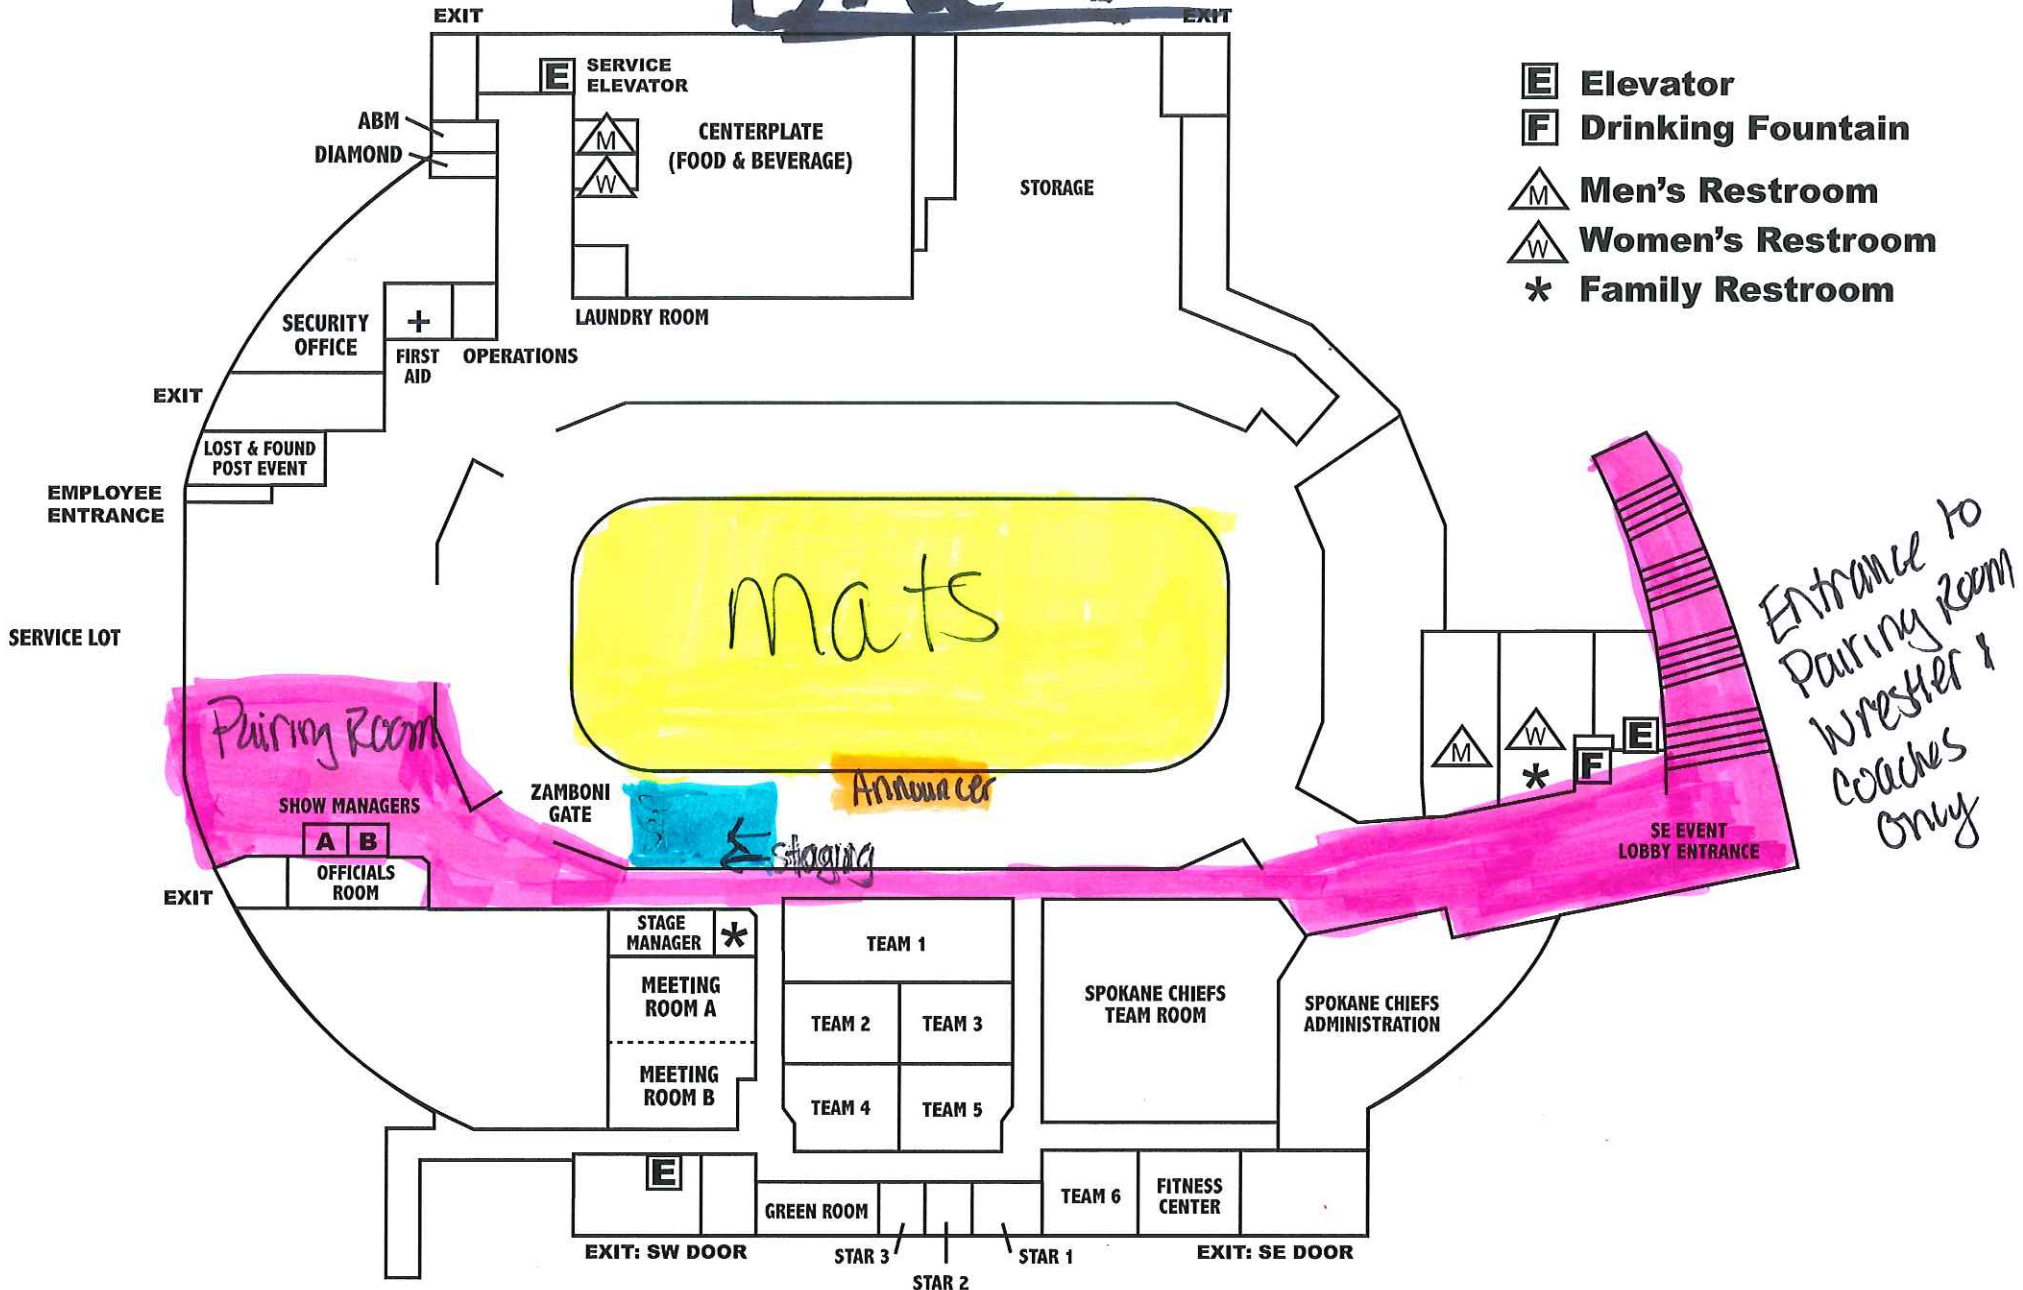 EXIT
EXIT
E SERVICE
ELEVATOR
ABM
DIAMOND
M
W
CENTERPLATE
(FOOD & BEVERAGE)
STORAGE
E Elevator
F Drinking Fountain
M Men's Restroom
W Women's Restroom
* Family Restroom
LAUNDRY ROOM
SECURITY
OFFICE
+
FIRST
AID
OPERATIONS
EXIT
LOST & FOUND
POST EVENT
EMPLOYEE
ENTRANCE
SERVICE LOT
Mats
Entrance to
Pairing Room
Wrestler &
Coaches
Only
Pairing Room
M
W
*
F
E
ZAMBONI
GATE
Announcer
SHOW MANAGERS
A B
staging
SE EVENT
LOBBY ENTRANCE
OFFICIALS
ROOM
EXIT
STAGE
MANAGER
*
TEAM 1
MEETING
ROOM A
TEAM 2
TEAM 3
SPOKANE CHIEFS
TEAM ROOM
SPOKANE CHIEFS
ADMINISTRATION
MEETING
ROOM B
TEAM 4
TEAM 5
E
GREEN ROOM
TEAM 6
FITNESS
CENTER
EXIT: SW DOOR
STAR 3
STAR 2
STAR 1
EXIT: SE DOOR